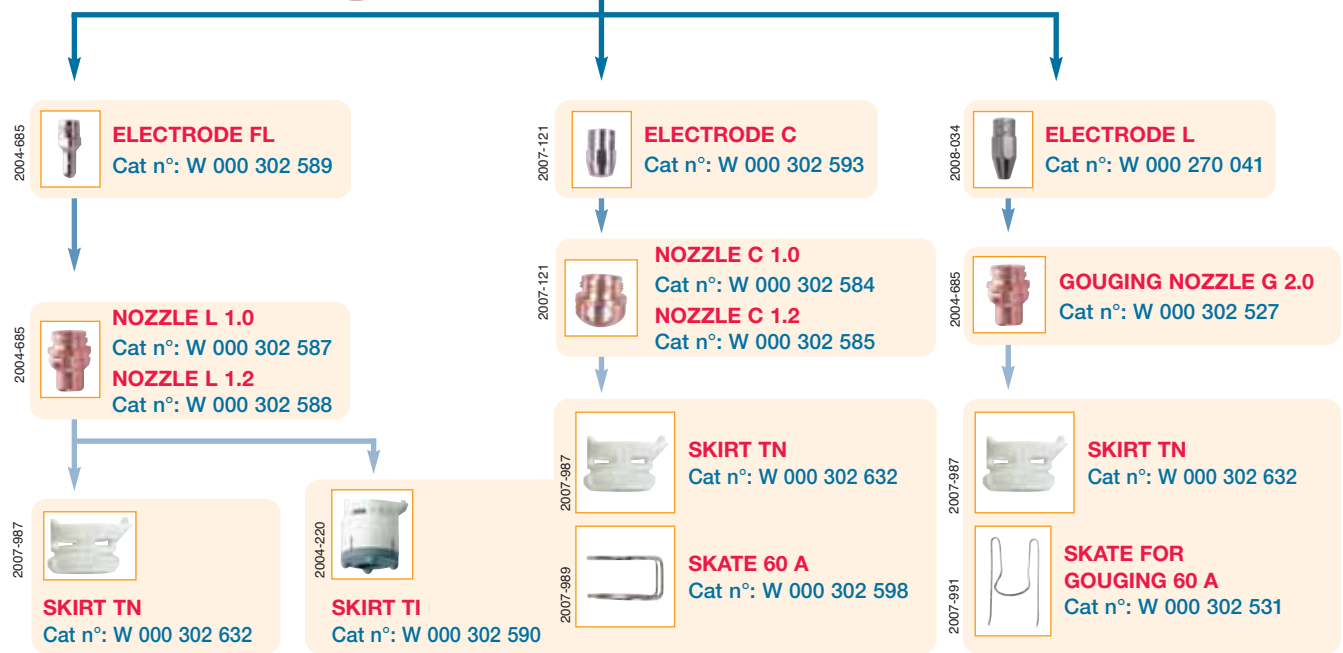 2004-685
ELECTRODE FL
Cat n°: W 000 302 589
2007-121
ELECTRODE C
Cat n°: W 000 302 593
2008-034
ELECTRODE L
Cat n°: W 000 270 041
2004-685
NOZZLE L 1.0
Cat n°: W 000 302 587
NOZZLE L 1.2
Cat n°: W 000 302 588
2007-121
NOZZLE C 1.0
Cat n°: W 000 302 584
NOZZLE C 1.2
Cat n°: W 000 302 585
2004-685
GOUGING NOZZLE G 2.0
Cat n°: W 000 302 527
2007-987
SKIRT TN
Cat n°: W 000 302 632
2004-220
SKIRT TI
Cat n°: W 000 302 590
2007-987
SKIRT TN
Cat n°: W 000 302 632
2007-989
SKATE 60 A
Cat n°: W 000 302 598
2007-987
SKIRT TN
Cat n°: W 000 302 632
2007-991
SKATE FOR
GOUGING 60 A
Cat n°: W 000 302 531